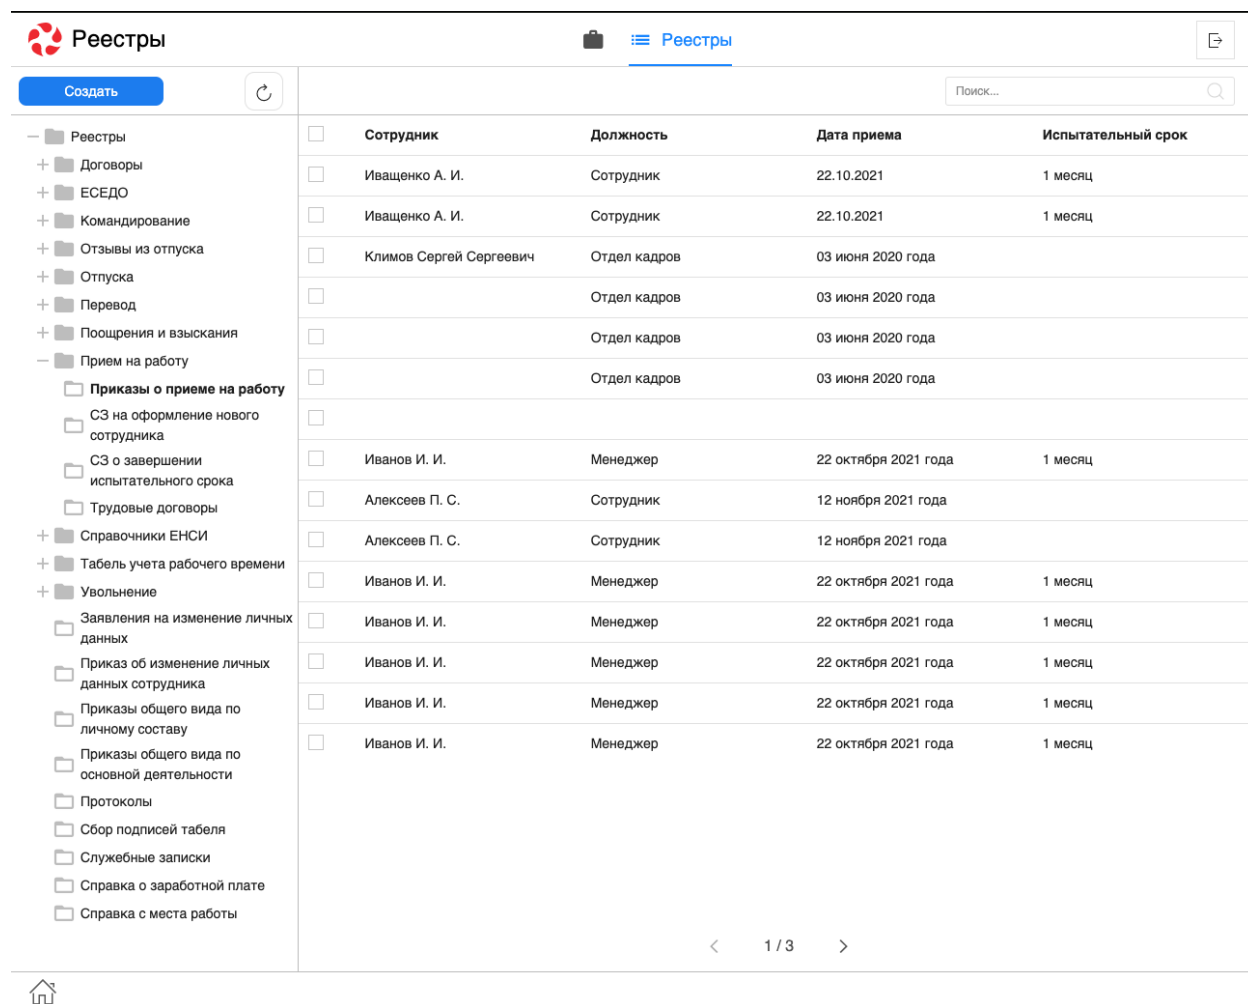 Реестры
Реестры
Создать
Поиск...
Реестры
Договоры
ЕСЕДО
Командирование
Отзывы из отпуска
Отпуска
Перевод
Поощрения и взыскания
Прием на работу
Приказы о приеме на работу
СЗ на оформление нового
сотрудника
СЗ о завершении
испытательного срока
Трудовые договоры
Справочники ЕНСИ
Табель учета рабочего времени
Увольнение
Заявления на изменение личных
данных
Приказ об изменение личных
данных сотрудника
Приказы общего вида по
личному составу
Приказы общего вида по
основной деятельности
Протоколы
Сбор подписей табеля
Служебные записки
Справка о заработной плате
Справка с места работы
Сотрудник Должность Дата приема Испытательный срок
Иващенко А. И. Сотрудник 22.10.2021 1 месяц
Иващенко А. И. Сотрудник 22.10.2021 1 месяц
Климов Сергей Сергеевич Отдел кадров 03 июня 2020 года
Отдел кадров 03 июня 2020 года
Отдел кадров 03 июня 2020 года
Отдел кадров 03 июня 2020 года
Иванов И. И. Менеджер 22 октября 2021 года 1 месяц
Алексеев П. С. Сотрудник 12 ноября 2021 года
Алексеев П. С. Сотрудник 12 ноября 2021 года
Иванов И. И. Менеджер 22 октября 2021 года 1 месяц
Иванов И. И. Менеджер 22 октября 2021 года 1 месяц
Иванов И. И. Менеджер 22 октября 2021 года 1 месяц
Иванов И. И. Менеджер 22 октября 2021 года 1 месяц
Иванов И. И. Менеджер 22 октября 2021 года 1 месяц
1 / 3